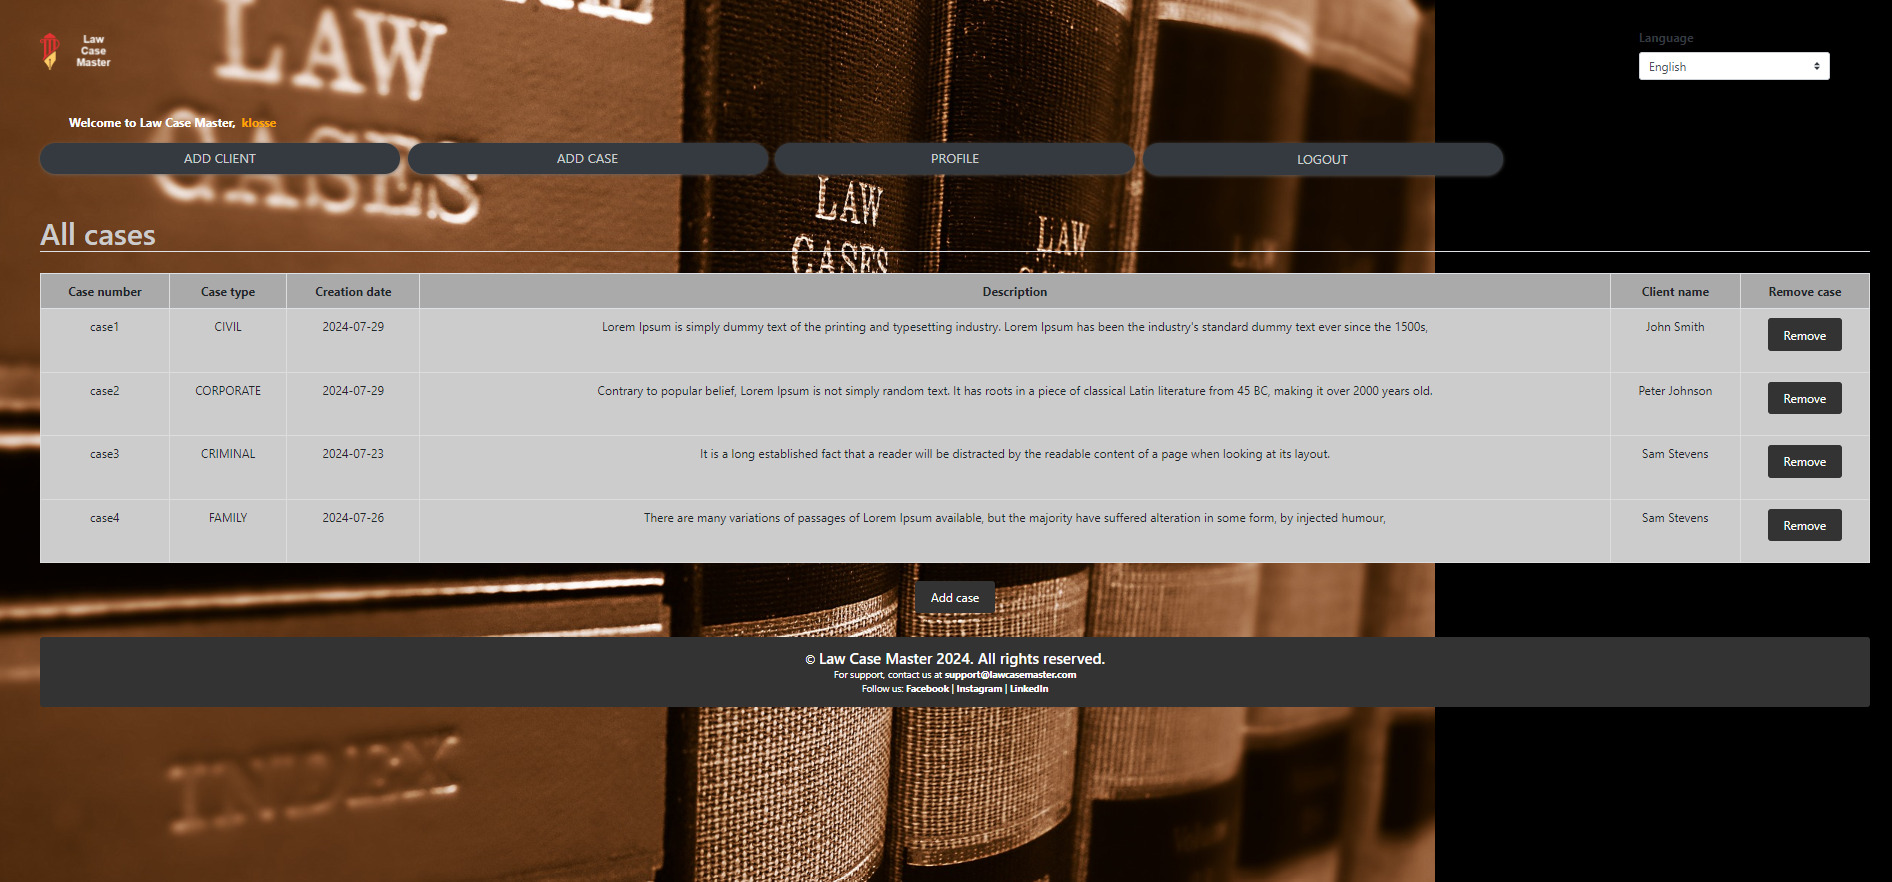 LAW
CASES
Law
Case
Master
Language
English
Welcome to Law Case Master, klosse
ADD CLIENT
ADD CASE
PROFILE
LOGOUT
LAW
CASES
LAW
LAW
All cases
Case number Case type Creation date Description Client name Remove case
case1 CIVIL 2024-07-29 Lorem Ipsum is simply dummy text of the printing and typesetting industry. Lorem Ipsum has been the industry's standard dummy text ever since the 1500s, John Smith Remove
case2 CORPORATE 2024-07-29 Contrary to popular belief, Lorem Ipsum is not simply random text. It has roots in a piece of classical Latin literature from 45 BC, making it over 2000 years old. Peter Johnson Remove
case3 CRIMINAL 2024-07-23 It is a long established fact that a reader will be distracted by the readable content of a page when looking at its layout. Sam Stevens Remove
case4 FAMILY 2024-07-26 There are many variations of passages of Lorem Ipsum available, but the majority have suffered alteration in some form, by injected humour, Sam Stevens Remove
Add case
© Law Case Master 2024. All rights reserved.
For support, contact us at support@lawcasemaster.com
Follow us: Facebook | Instagram | LinkedIn
INDEX